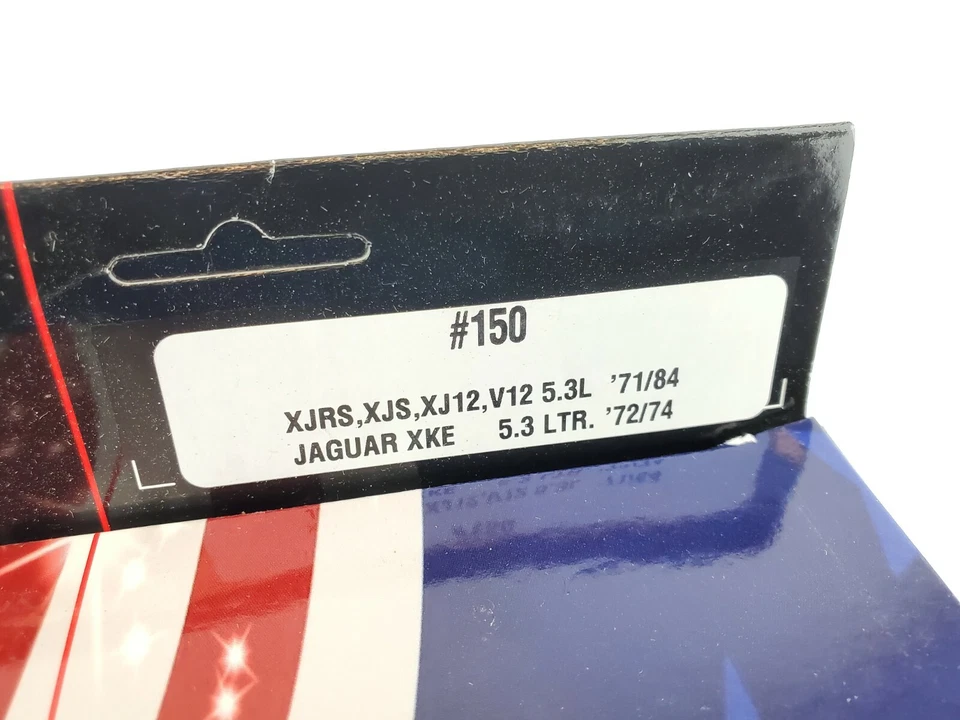 #150
XJRS,XJS,XJ12,V12 5.3L '71/84
JAGUAR XKE 5.3 LTR. '72/74